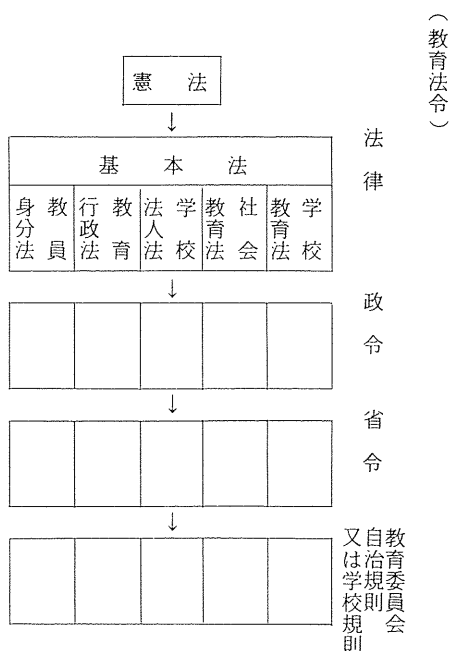 （教育法令）
憲法
法律
基本法
学校
教育法
社会
教育法
学校
法人法
教育
行政法
教員
身分法
政令
省令
教育委員会
自治規則
又は学校規則